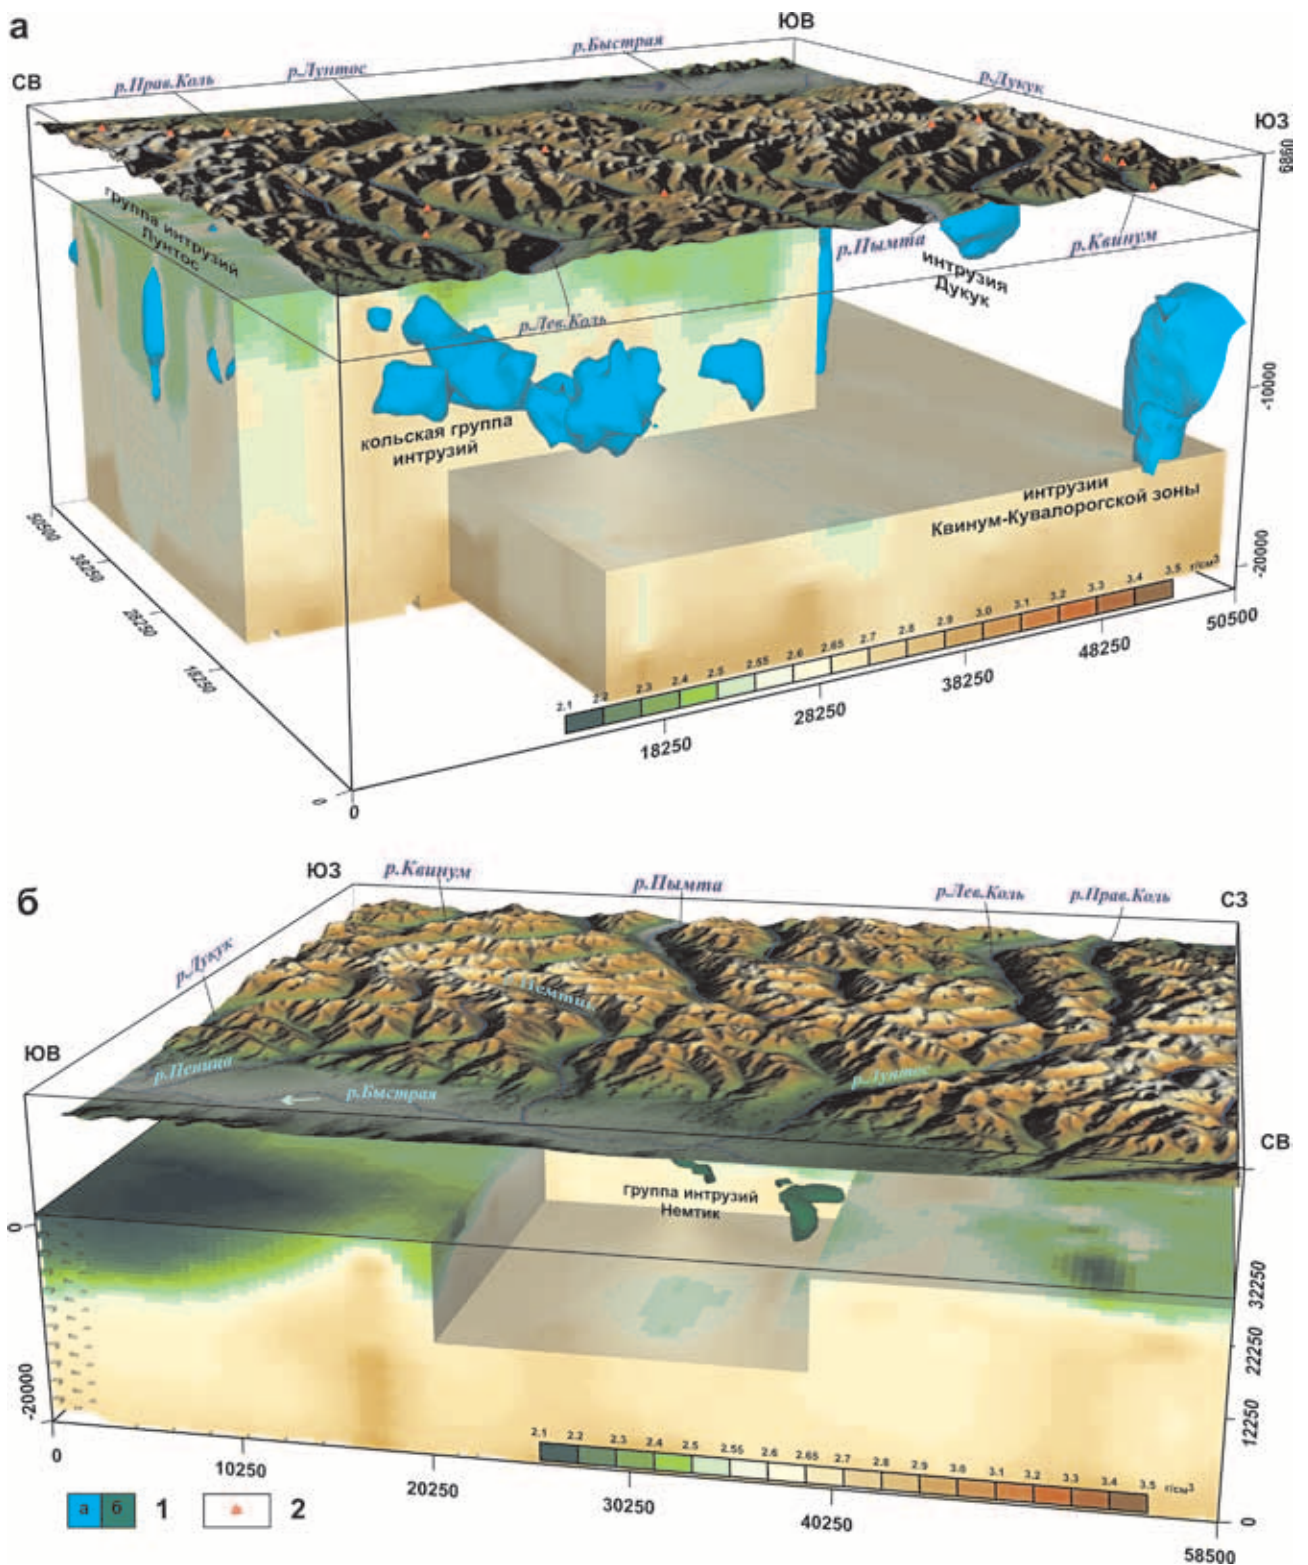 а
ЮВ
р.Быстрая
СВ
р.Прав.Коль
р.Лунтос
р.Дукук
ЮЗ
6860
группа интрузий
Лунтос
р.Пымта
р.Квинум
интрузия
Дукук
р.Лев.Коль
-10000
кольская группа
интрузий
интрузии
Квинум-Кувалорогской зоны
-20000
50500
38250
28250
18250
0
2.1 2.2 2.3 2.4 2.5 2.55 2.6 2.65 2.7 2.8 2.9 3.0 3.1 3.2 3.3 3.4 3.5 г/см³
0
18250
28250
38250
48250
50500
б
ЮЗ
р.Квинум
р.Пымта
р.Лев.Коль
р.Прав.Коль
СЗ
р.Дукук
р.Немтик
ЮВ
р.Пеница
р.Быстрая
р.Лунтос
СВ
группа интрузий
Немтик
0
-20000
32250
22250
12250
0
2.1 2.2 2.3 2.4 2.5 2.55 2.6 2.65 2.7 2.8 2.9 3.0 3.1 3.2 3.3 3.4 3.5 г/см³
0
10250
20250
30250
40250
58500
а б 1
2